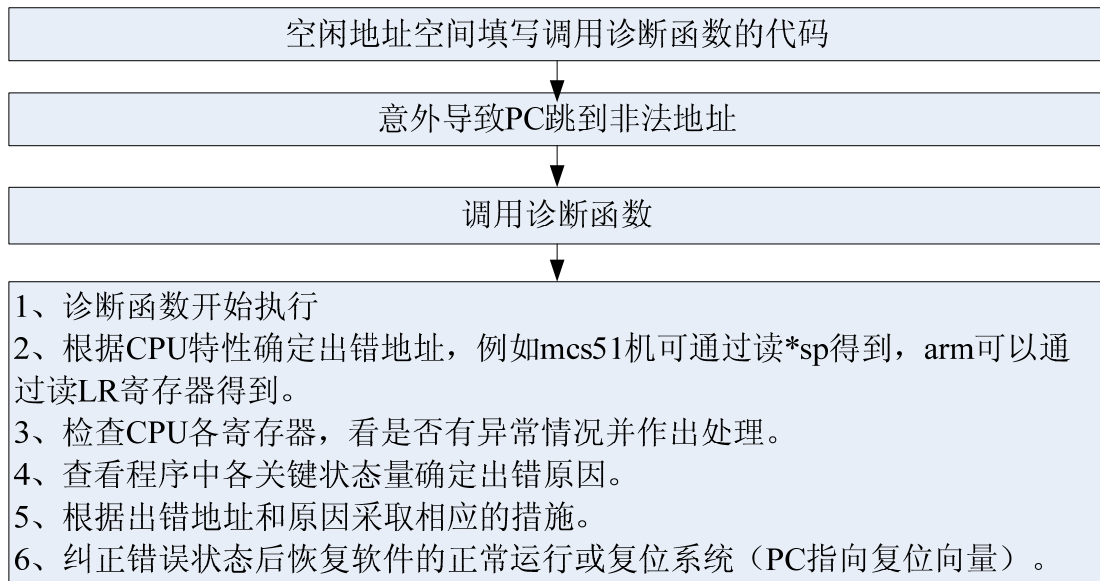 空闲地址空间填写调用诊断函数的代码
意外导致PC跳到非法地址
调用诊断函数
1、诊断函数开始执行
2、根据CPU特性确定出错地址，例如mcs51机可通过读*sp得到，arm可以通
过读LR寄存器得到。
3、检查CPU各寄存器，看是否有异常情况并作出处理。
4、查看程序中各关键状态量确定出错原因。
5、根据出错地址和原因采取相应的措施。
6、纠正错误状态后恢复软件的正常运行或复位系统（PC指向复位向量）。